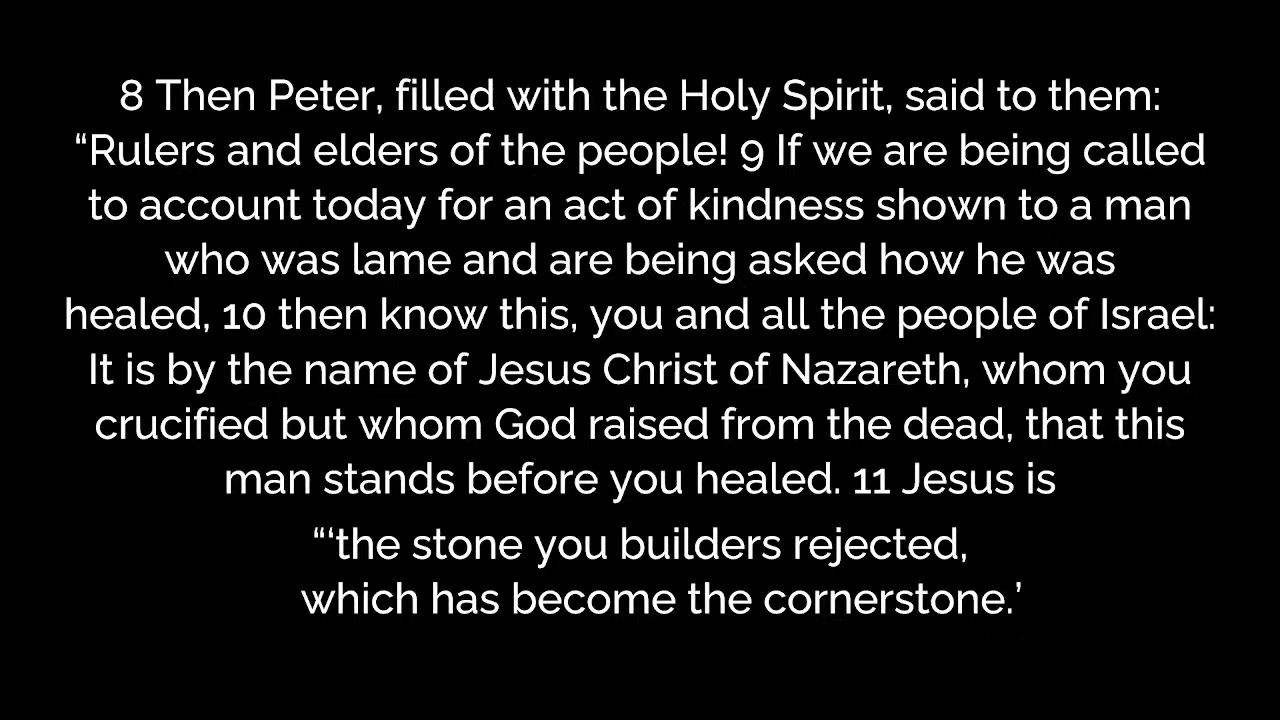 8 Then Peter, filled with the Holy Spirit, said to them:
“Rulers and elders of the people! 9 If we are being called
to account today for an act of kindness shown to a man
who was lame and are being asked how he was
healed, 10 then know this, you and all the people of Israel:
It is by the name of Jesus Christ of Nazareth, whom you
crucified but whom God raised from the dead, that this
man stands before you healed. 11 Jesus is
“‘the stone you builders rejected,
which has become the cornerstone.’